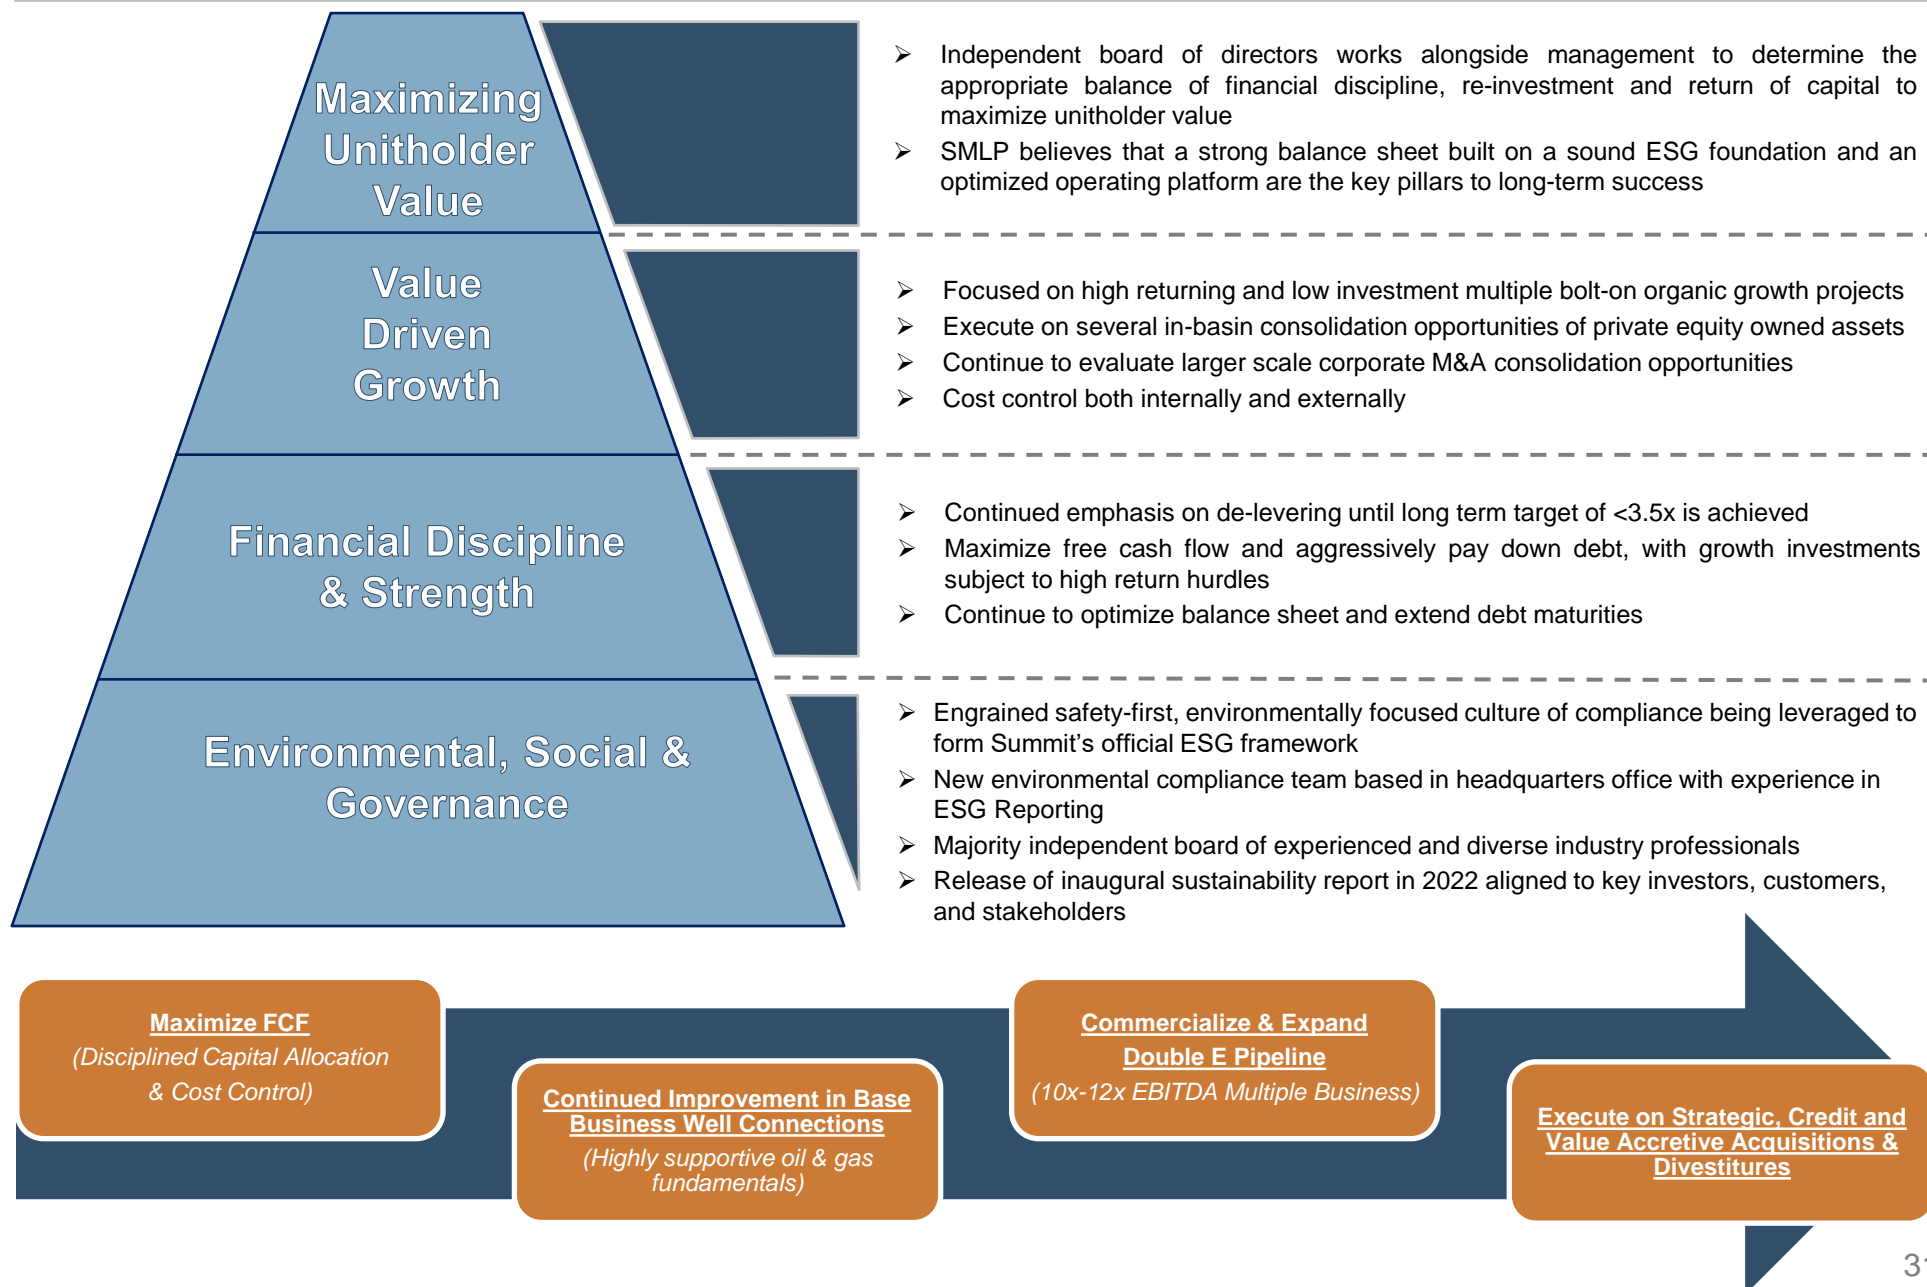 Maximizing
Unitholder
Value
➢ Independent board of directors works alongside management to determine the
appropriate balance of financial discipline, re-investment and return of capital to
maximize unitholder value
➢ SMLP believes that a strong balance sheet built on a sound ESG foundation and an
optimized operating platform are the key pillars to long-term success
Value
Driven
Growth
➢ Focused on high returning and low investment multiple bolt-on organic growth projects
➢ Execute on several in-basin consolidation opportunities of private equity owned assets
➢ Continue to evaluate larger scale corporate M&A consolidation opportunities
➢ Cost control both internally and externally
Financial Discipline
& Strength
➢ Continued emphasis on de-levering until long term target of <3.5x is achieved
➢ Maximize free cash flow and aggressively pay down debt, with growth investments
subject to high return hurdles
➢ Continue to optimize balance sheet and extend debt maturities
Environmental, Social &
Governance
➢ Engrained safety-first, environmentally focused culture of compliance being leveraged to
form Summit's official ESG framework
➢ New environmental compliance team based in headquarters office with experience in
ESG Reporting
➢ Majority independent board of experienced and diverse industry professionals
➢ Release of inaugural sustainability report in 2022 aligned to key investors, customers,
and stakeholders
Maximize FCF
(Disciplined Capital Allocation
& Cost Control)
Continued Improvement in Base
Business Well Connections
(Highly supportive oil & gas
fundamentals)
Commercialize & Expand
Double E Pipeline
(10x-12x EBITDA Multiple Business)
Execute on Strategic, Credit and
Value Accretive Acquisitions &
Divestitures
31